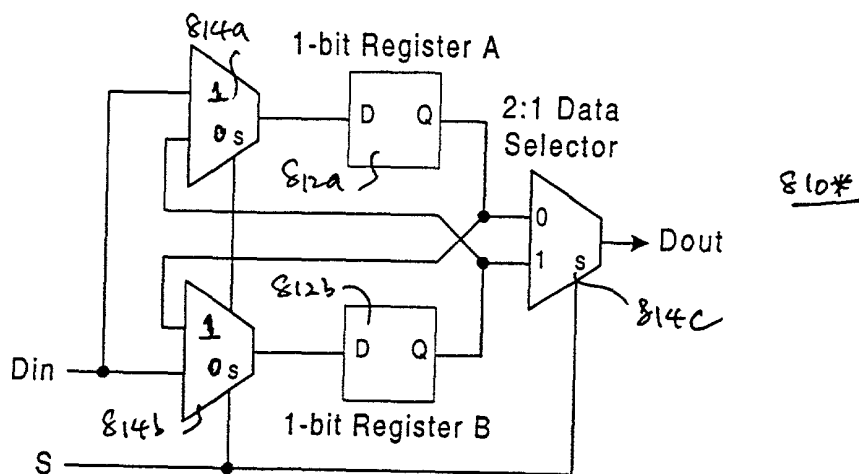 814a
1-bit Register A
1
0 s
D Q
812a
2:1 Data
Selector
810*
0
1
s
Dout
814c
812b
1
0 s
D Q
Din
814b
1-bit Register B
S